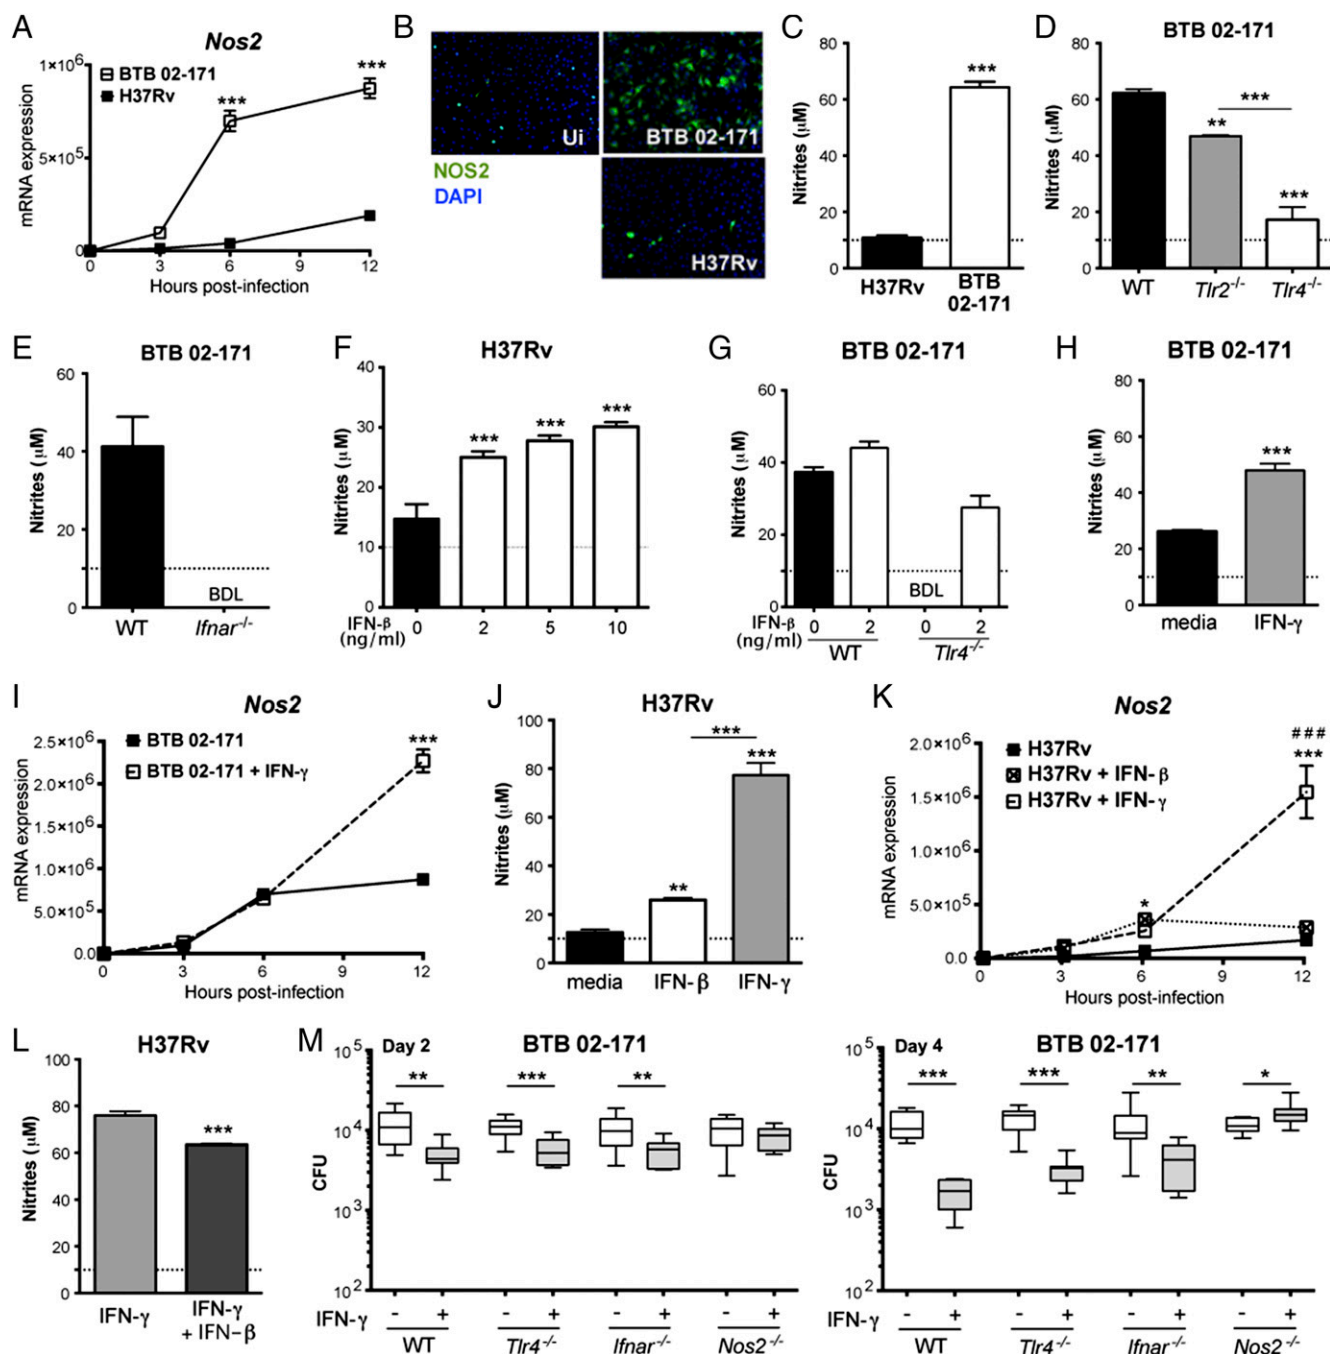 A
Nos2
BTB 02-171
H37Rv
***
***
mRNA expression
1×10⁶
5×10⁵
0
0 3 6 9 12
Hours post-infection
B
Ui
BTB 02-171
NOS2
DAPI
H37Rv
C
Nitrites (μM)
80
60
40
20
0
***
H37Rv BTB
02-171
D
BTB 02-171
Nitrites (μM)
80
60
40
20
0
***
**
***
WT Tlr2-/- Tlr4-/-
E
BTB 02-171
Nitrites (μM)
60
40
20
0
BDL
WT Ifnar-/-
F
H37Rv
Nitrites (μM)
40
30
20
10
0
*** *** ***
IFN-β 0 2 5 10
(ng/ml)
G
BTB 02-171
Nitrites (μM)
60
40
20
0
BDL
IFN-β 0 2 0 2
(ng/ml) WT Tlr4-/-
H
BTB 02-171
Nitrites (μM)
80
60
40
20
0
***
media IFN-γ
I
Nos2
BTB 02-171
BTB 02-171 + IFN-γ
***
mRNA expression
2.5×10⁶
2.0×10⁶
1.5×10⁶
1.0×10⁶
5.0×10⁵
0.0
0 3 6 9 12
Hours post-infection
J
H37Rv
Nitrites (μM)
100
80
60
40
20
0
***
***
**
media IFN-β IFN-γ
K
Nos2
H37Rv
H37Rv + IFN-β
H37Rv + IFN-γ
###
***
*
mRNA expression
2.0×10⁶
1.5×10⁶
1.0×10⁶
5.0×10⁵
0.0
0 3 6 9 12
Hours post-infection
L
H37Rv
Nitrites (μM)
100
80
60
40
20
0
***
IFN-γ IFN-γ
+ IFN-β
M
Day 2
BTB 02-171
CFU
10⁵
10⁴
10³
10²
** *** **
IFN-γ - + - + - + - +
WT Tlr4-/- Ifnar-/- Nos2-/-
Day 4
BTB 02-171
CFU
10⁵
10⁴
10³
10²
*** *** ** *
IFN-γ - + - + - + - +
WT Tlr4-/- Ifnar-/- Nos2-/-